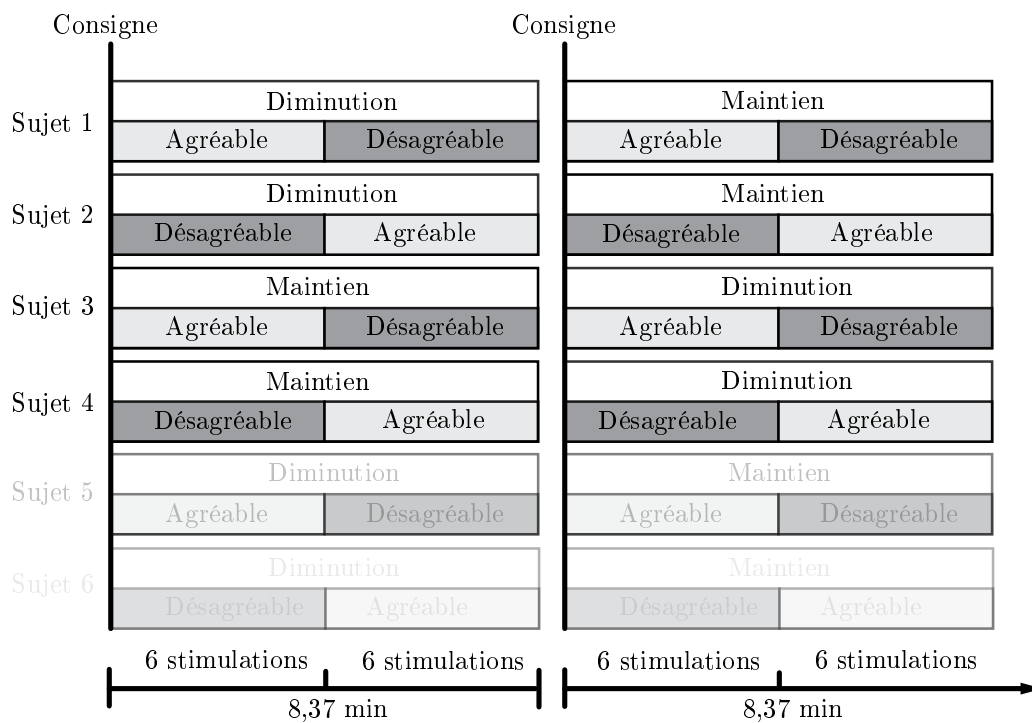 Consigne Consigne
Sujet 1
Diminution Maintien
Agréable Désagréable Agréable Désagréable
Sujet 2
Diminution Maintien
Désagréable Agréable Désagréable Agréable
Sujet 3
Maintien Diminution
Agréable Désagréable Agréable Désagréable
Sujet 4
Maintien Diminution
Désagréable Agréable Désagréable Agréable
Sujet 5
Diminution Maintien
Agréable Désagréable Agréable Désagréable
Sujet 6
Diminution Maintien
Désagréable Agréable Désagréable Agréable
6 stimulations 6 stimulations 6 stimulations 6 stimulations
8,37 min 8,37 min